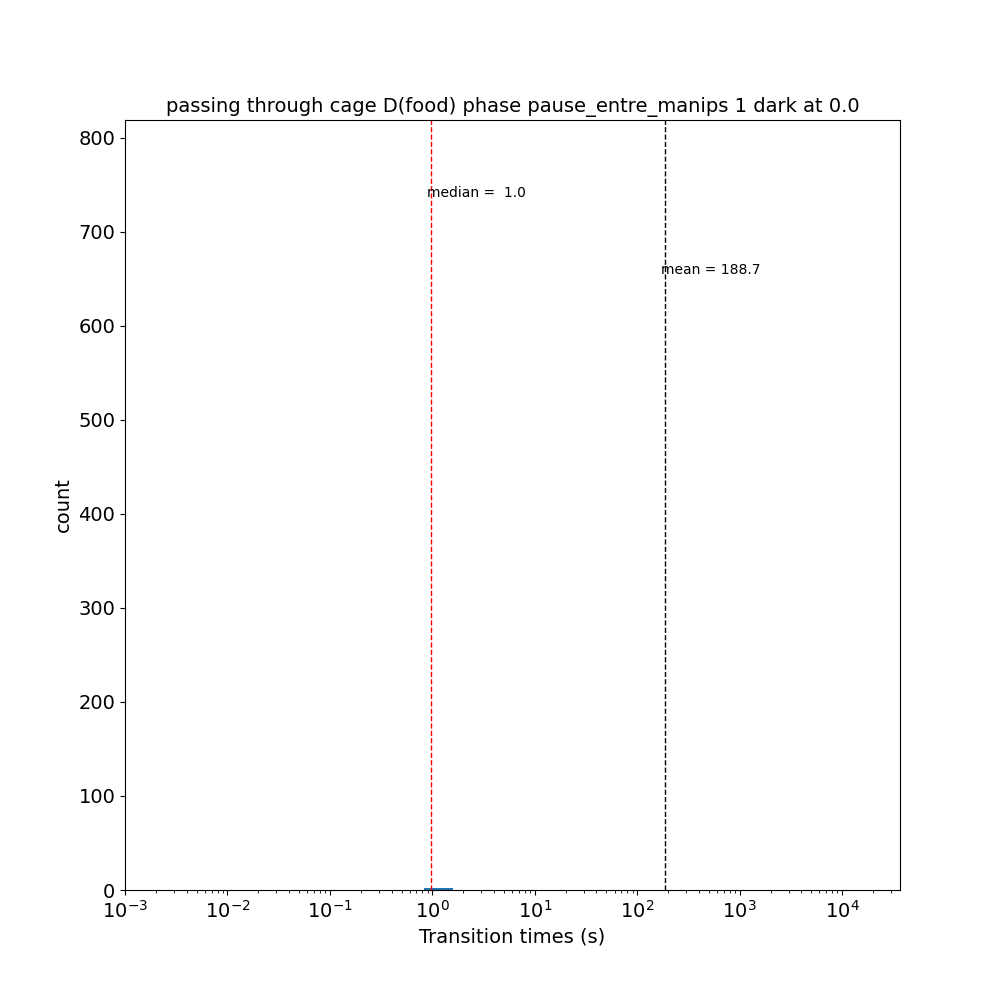 passing through cage D(food) phase pause_entre_manips 1 dark at 0.0
800
median =  1.0
700
mean = 188.7
600
500
count
400
300
200
100
0
10⁻³ 10⁻² 10⁻¹ 10⁰ 10¹ 10² 10³ 10⁴
Transition times (s)